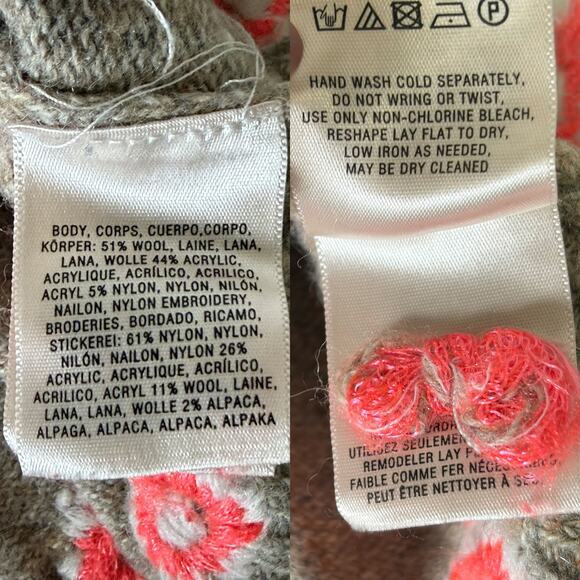 BODY, CORPS, CUERPO,CORPO,
KÖRPER: 51% WOOL, LAINE, LANA,
LANA, WOLLE 44% ACRYLIC,
ACRYLIQUE, ACRÍLICO, ACRILICO,
ACRYL 5% NYLON, NYLON, NILÓN,
NAILON, NYLON EMBROIDERY,
BRODERIES, BORDADO, RICAMO,
STICKEREI: 61% NYLON, NYLON,
NILÓN, NAILON, NYLON 26%
ACRYLIC, ACRYLIQUE, ACRÍLICO,
ACRILICO, ACRYL 11% WOOL, LAINE,
LANA, LANA, WOLLE 2% ALPACA,
ALPAGA, ALPACA, ALPACA, ALPAKA
P
HAND WASH COLD SEPARATELY,
DO NOT WRING OR TWIST,
USE ONLY NON-CHLORINE BLEACH,
RESHAPE LAY FLAT TO DRY,
LOW IRON AS NEEDED,
MAY BE DRY CLEANED
UTILISEZ SEULEMENT
REMODELER LAY
FAIBLE COMME FER
PEUT ÊTRE NETTOYER À